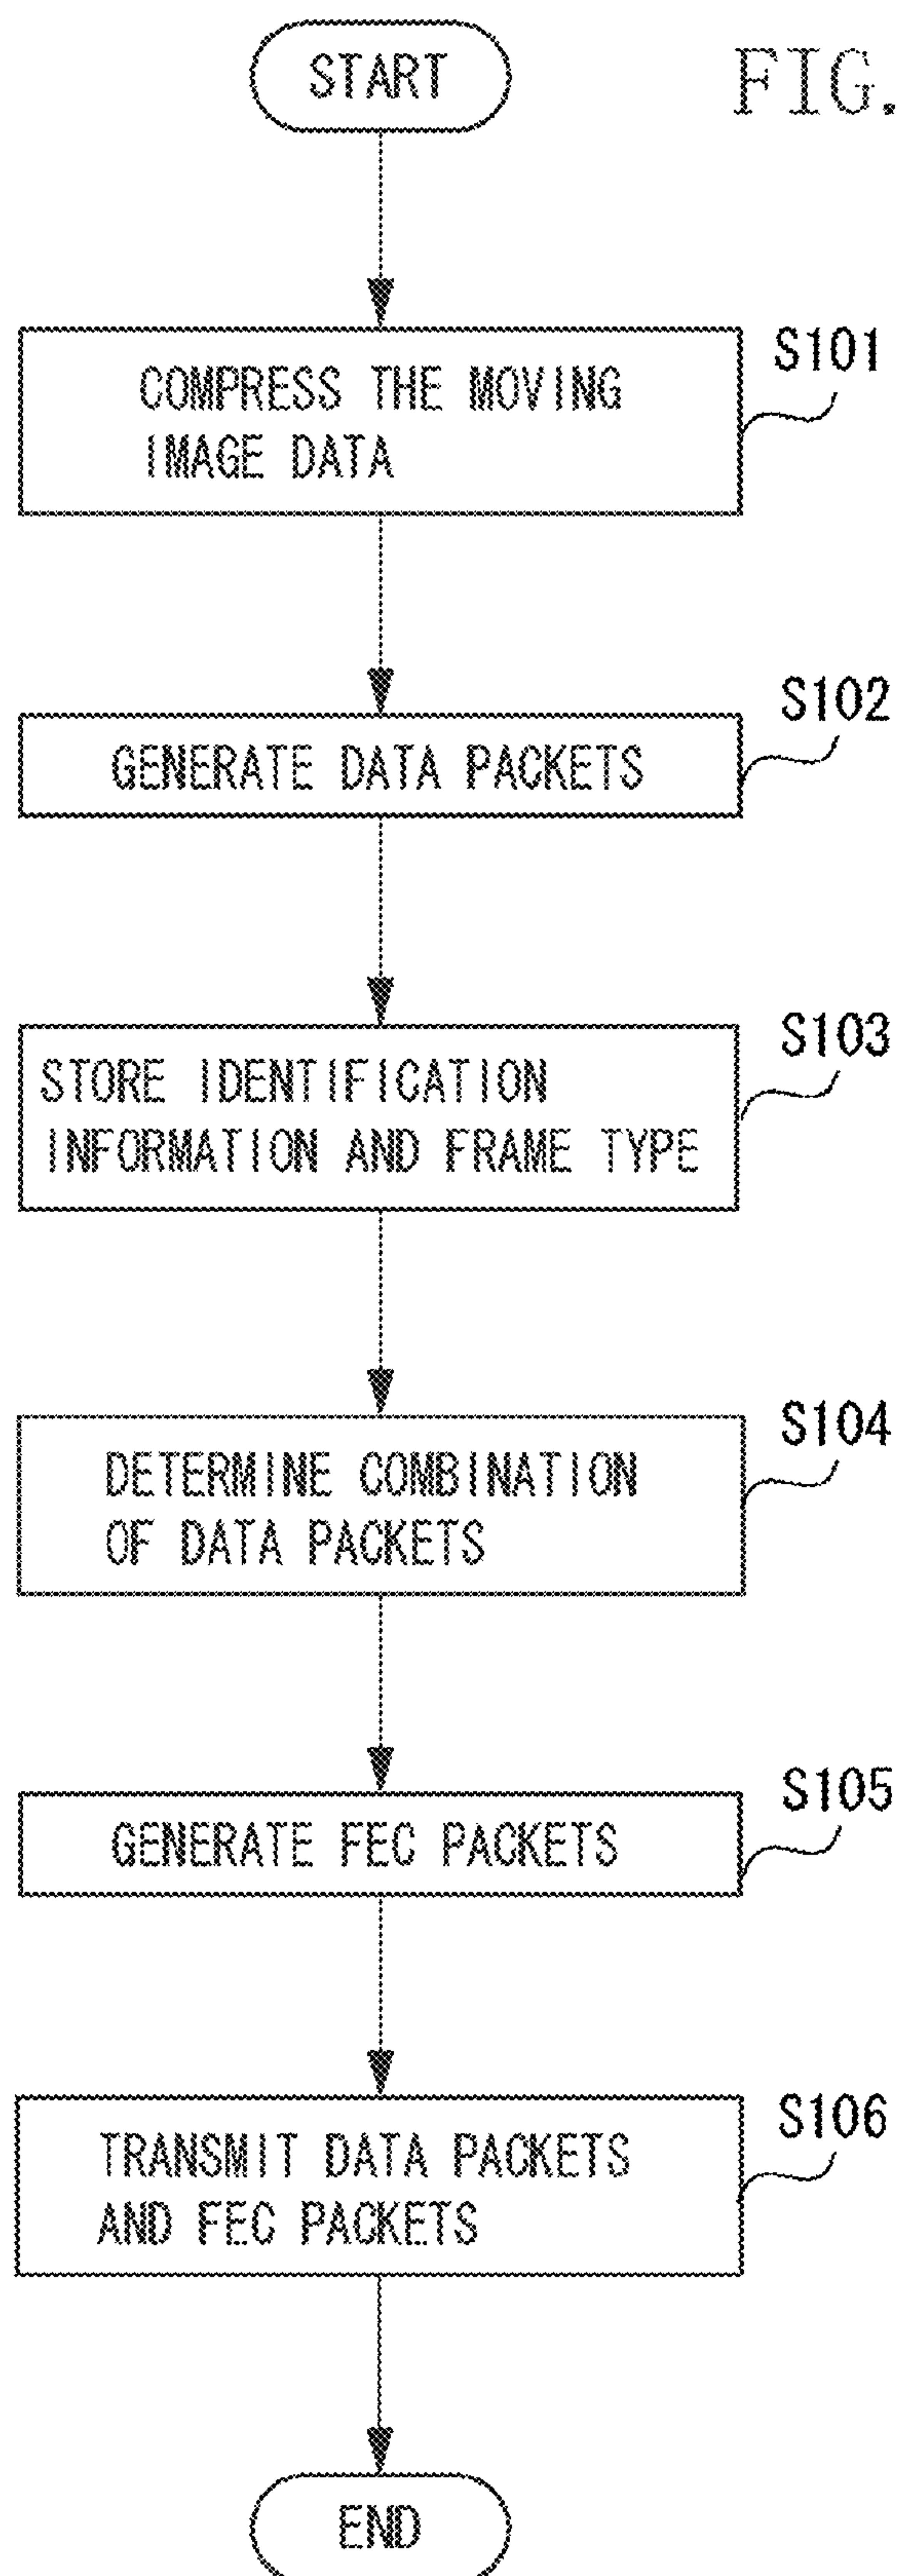 START
FIG.
COMPRESS THE MOVING
IMAGE DATA
S101
GENERATE DATA PACKETS
S102
STORE IDENTIFICATION
INFORMATION AND FRAME TYPE
S103
DETERMINE COMBINATION
OF DATA PACKETS
S104
GENERATE FEC PACKETS
S105
TRANSMIT DATA PACKETS
AND FEC PACKETS
S106
END